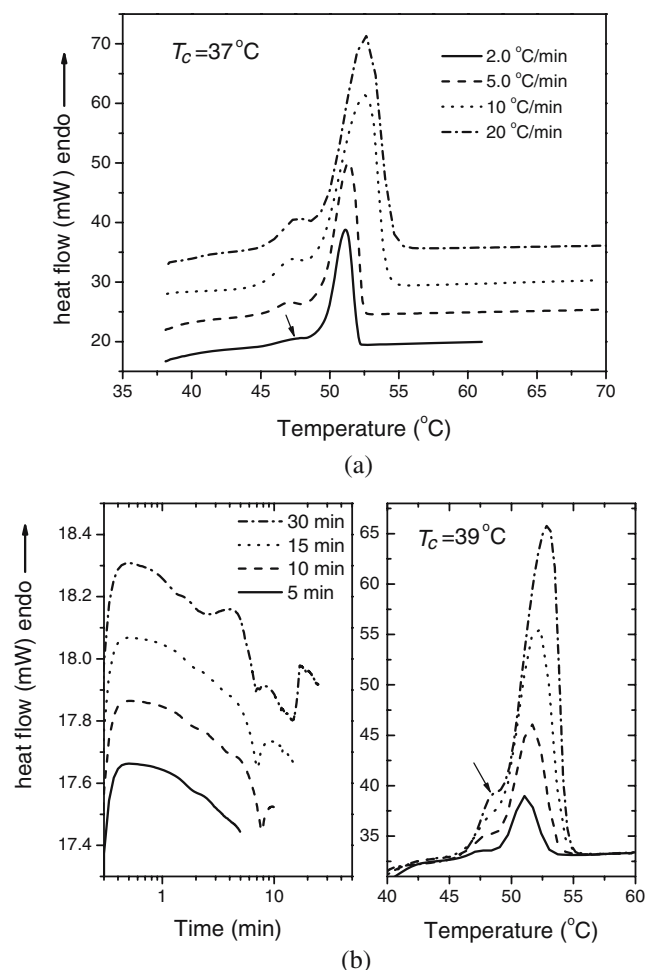 heat flow (mW) endo
70
60
50
40
30
20
T_c=37°C
2.0 °C/min
5.0 °C/min
10 °C/min
20 °C/min
35 40 45 50 55 60 65 70
Temperature (°C)
(a)
heat flow (mW) endo
18.4
18.2
18.0
17.8
17.6
17.4
30 min
15 min
10 min
5 min
1 10
Time (min)
65
60
55
50
45
40
35
T_c=39°C
40 45 50 55 60
Temperature (°C)
(b)